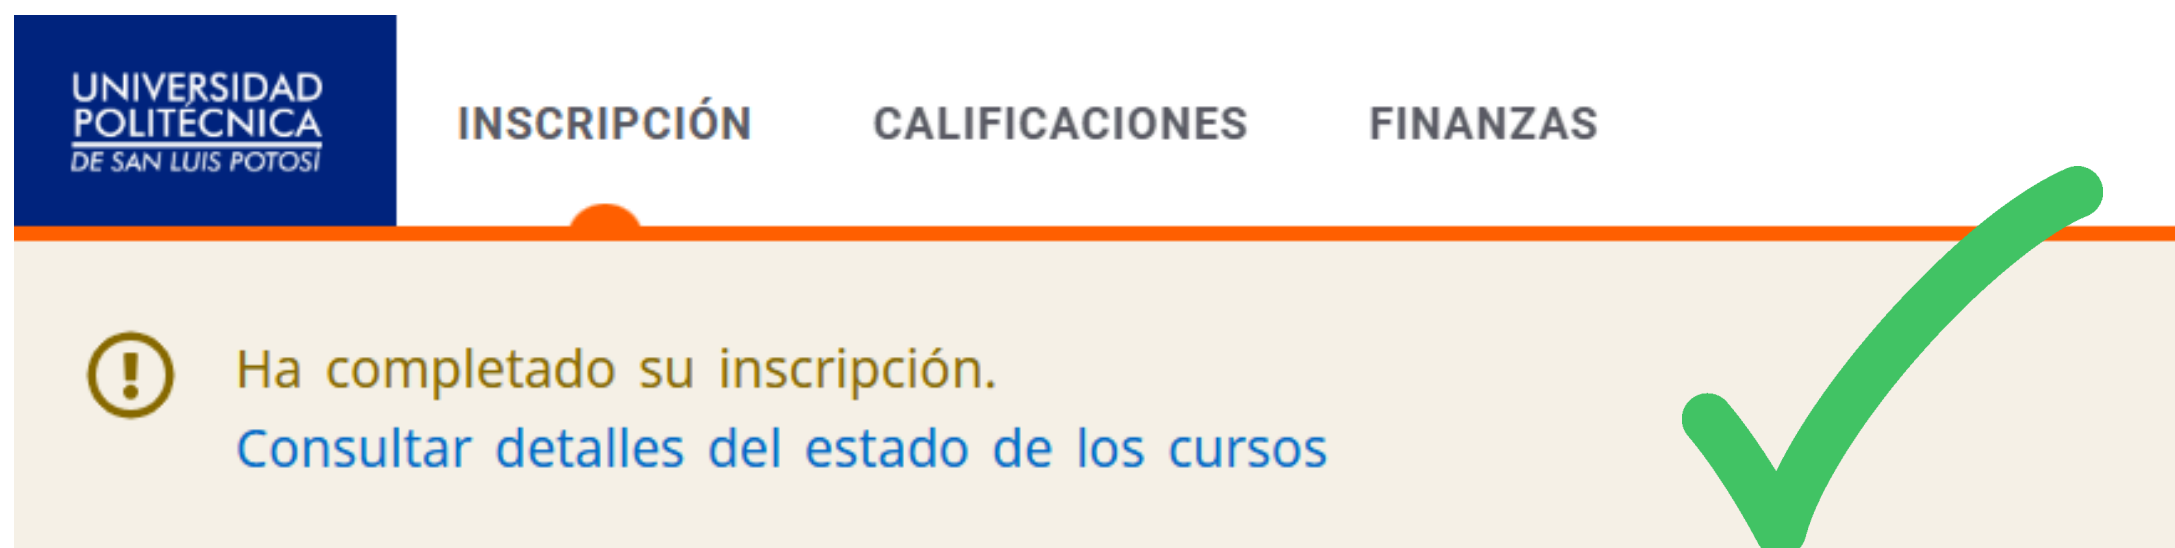 UNIVERSIDAD
POLITÉCNICA
DE SAN LUIS POTOSÍ
INSCRIPCIÓN CALIFICACIONES FINANZAS
Ha completado su inscripción.
Consultar detalles del estado de los cursos